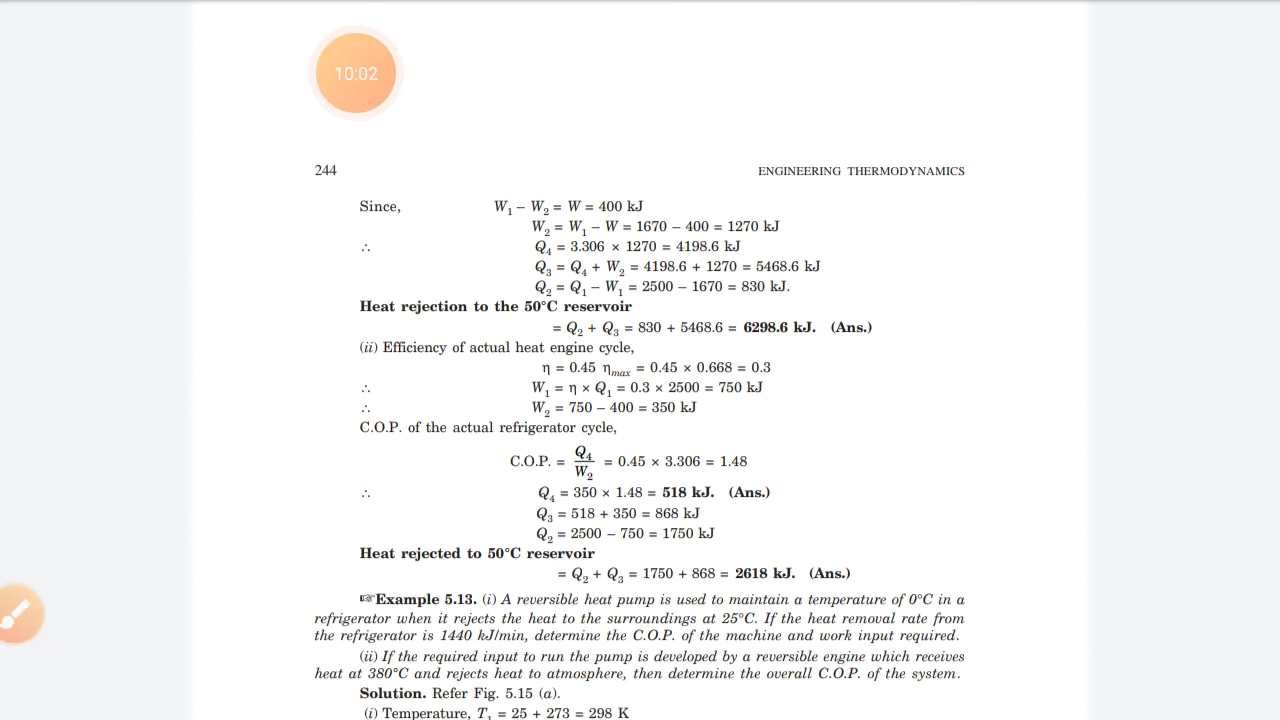 10:02
244 ENGINEERING THERMODYNAMICS
Since, W₁ – W₂ = W = 400 kJ
W₂ = W₁ – W = 1670 – 400 = 1270 kJ
∴ Q₄ = 3.306 × 1270 = 4198.6 kJ
Q₃ = Q₄ + W₂ = 4198.6 + 1270 = 5468.6 kJ
Q₂ = Q₁ – W₁ = 2500 – 1670 = 830 kJ.
Heat rejection to the 50°C reservoir
= Q₂ + Q₃ = 830 + 5468.6 = 6298.6 kJ. (Ans.)
(ii) Efficiency of actual heat engine cycle,
η = 0.45 ηmax = 0.45 × 0.668 = 0.3
∴ W₁ = η × Q₁ = 0.3 × 2500 = 750 kJ
∴ W₂ = 750 – 400 = 350 kJ
C.O.P. of the actual refrigerator cycle,
C.O.P. = Q₄/W₂ = 0.45 × 3.306 = 1.48
∴ Q₄ = 350 × 1.48 = 518 kJ. (Ans.)
Q₃ = 518 + 350 = 868 kJ
Q₂ = 2500 – 750 = 1750 kJ
Heat rejected to 50°C reservoir
= Q₂ + Q₃ = 1750 + 868 = 2618 kJ. (Ans.)
☞Example 5.13. (i) A reversible heat pump is used to maintain a temperature of 0°C in a
refrigerator when it rejects the heat to the surroundings at 25°C. If the heat removal rate from
the refrigerator is 1440 kJ/min, determine the C.O.P. of the machine and work input required.
(ii) If the required input to run the pump is developed by a reversible engine which receives
heat at 380°C and rejects heat to atmosphere, then determine the overall C.O.P. of the system.
Solution. Refer Fig. 5.15 (a).
(i) Temperature, T₁ = 25 + 273 = 298 K